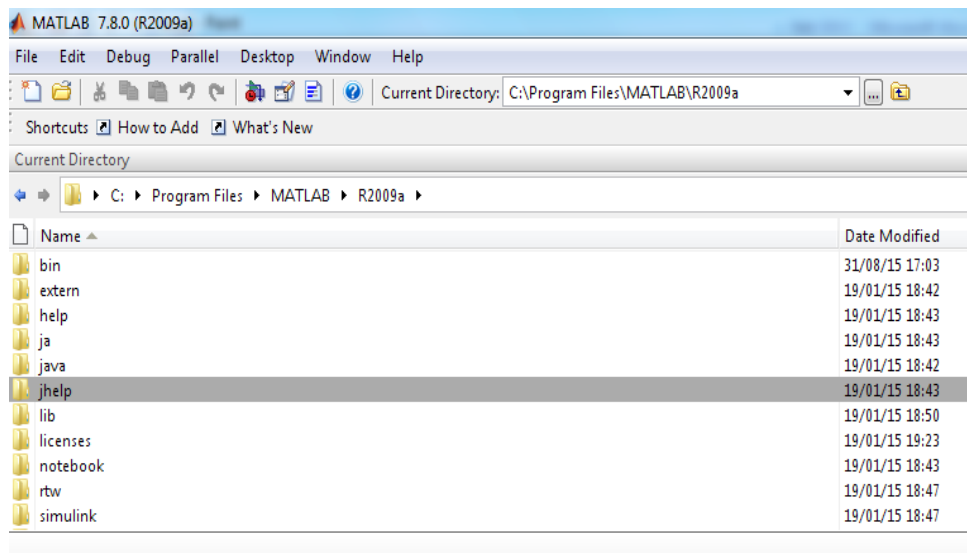 MATLAB 7.8.0 (R2009a)
File Edit Debug Parallel Desktop Window Help
Current Directory: C:\Program Files\MATLAB\R2009a ...
Shortcuts How to Add What's New
Current Directory
C: Program Files MATLAB R2009a
Name Date Modified
bin 31/08/15 17:03
extern 19/01/15 18:42
help 19/01/15 18:43
ja 19/01/15 18:43
java 19/01/15 18:42
jhelp 19/01/15 18:43
lib 19/01/15 18:50
licenses 19/01/15 19:23
notebook 19/01/15 18:43
rtw 19/01/15 18:47
simulink 19/01/15 18:47